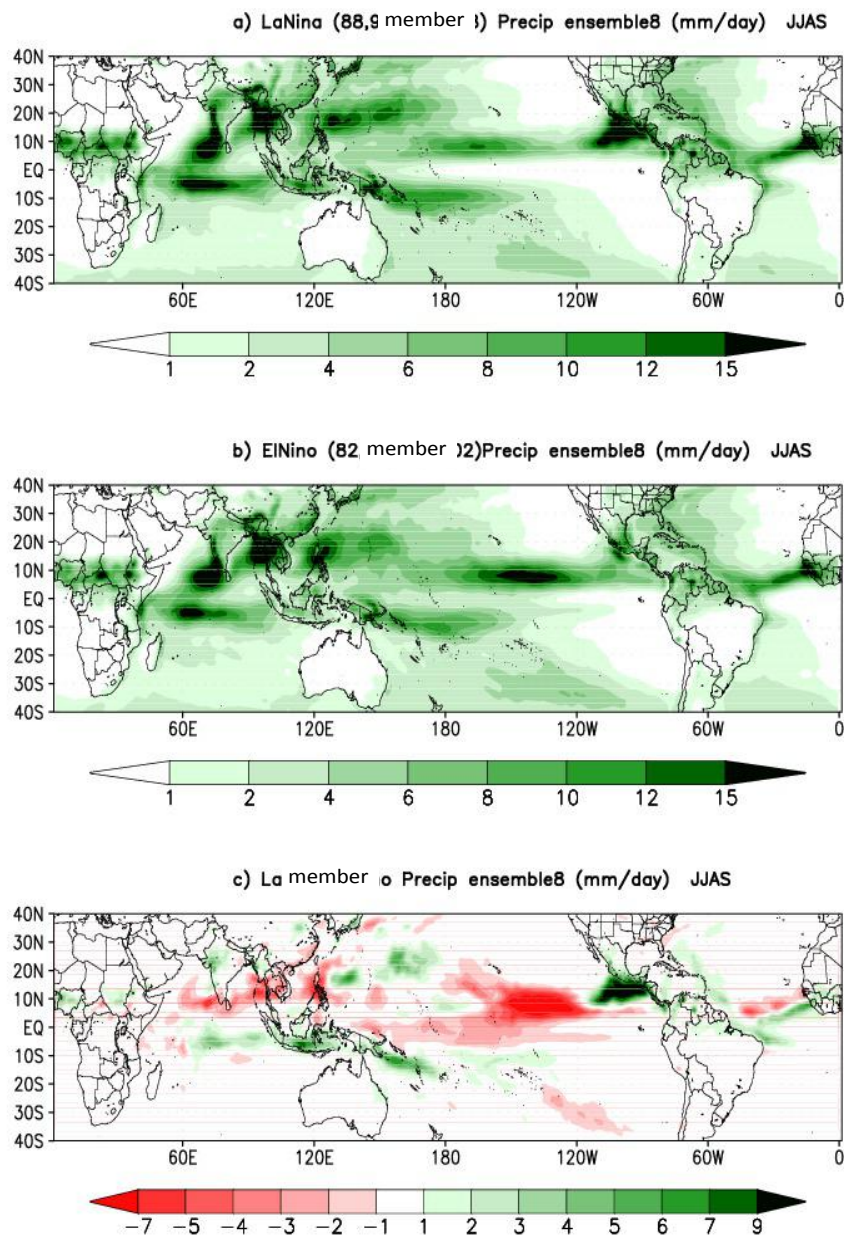 a) LaNina (88,9 member 3) Precip ensemble8 (mm/day) JJAS
40N
30N
20N
10N
EQ
10S
20S
30S
40S
60E 120E 180 120W 60W 0
1 2 4 6 8 10 12 15
b) ElNino (82, member 02)Precip ensemble8 (mm/day) JJAS
40N
30N
20N
10N
EQ
10S
20S
30S
40S
60E 120E 180 120W 60W 0
1 2 4 6 8 10 12 15
c) La member o Precip ensemble8 (mm/day) JJAS
40N
30N
20N
10N
EQ
10S
20S
30S
40S
60E 120E 180 120W 60W 0
−7 −5 −4 −3 −2 −1 1 2 3 5 6 7 9